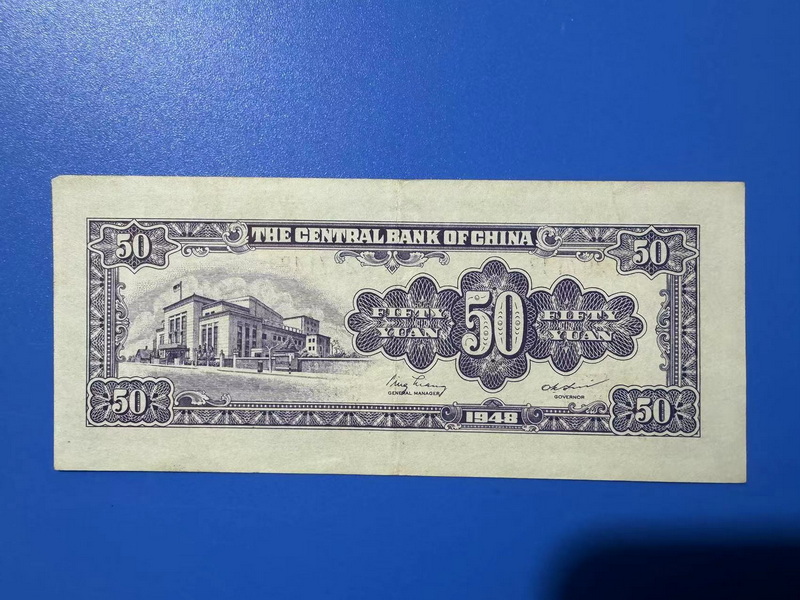 50
THE CENTRAL BANK OF CHINA
50
FIFTY
YUAN
50
FIFTY
YUAN
GENERAL MANAGER
GOVERNOR
50
1948
50